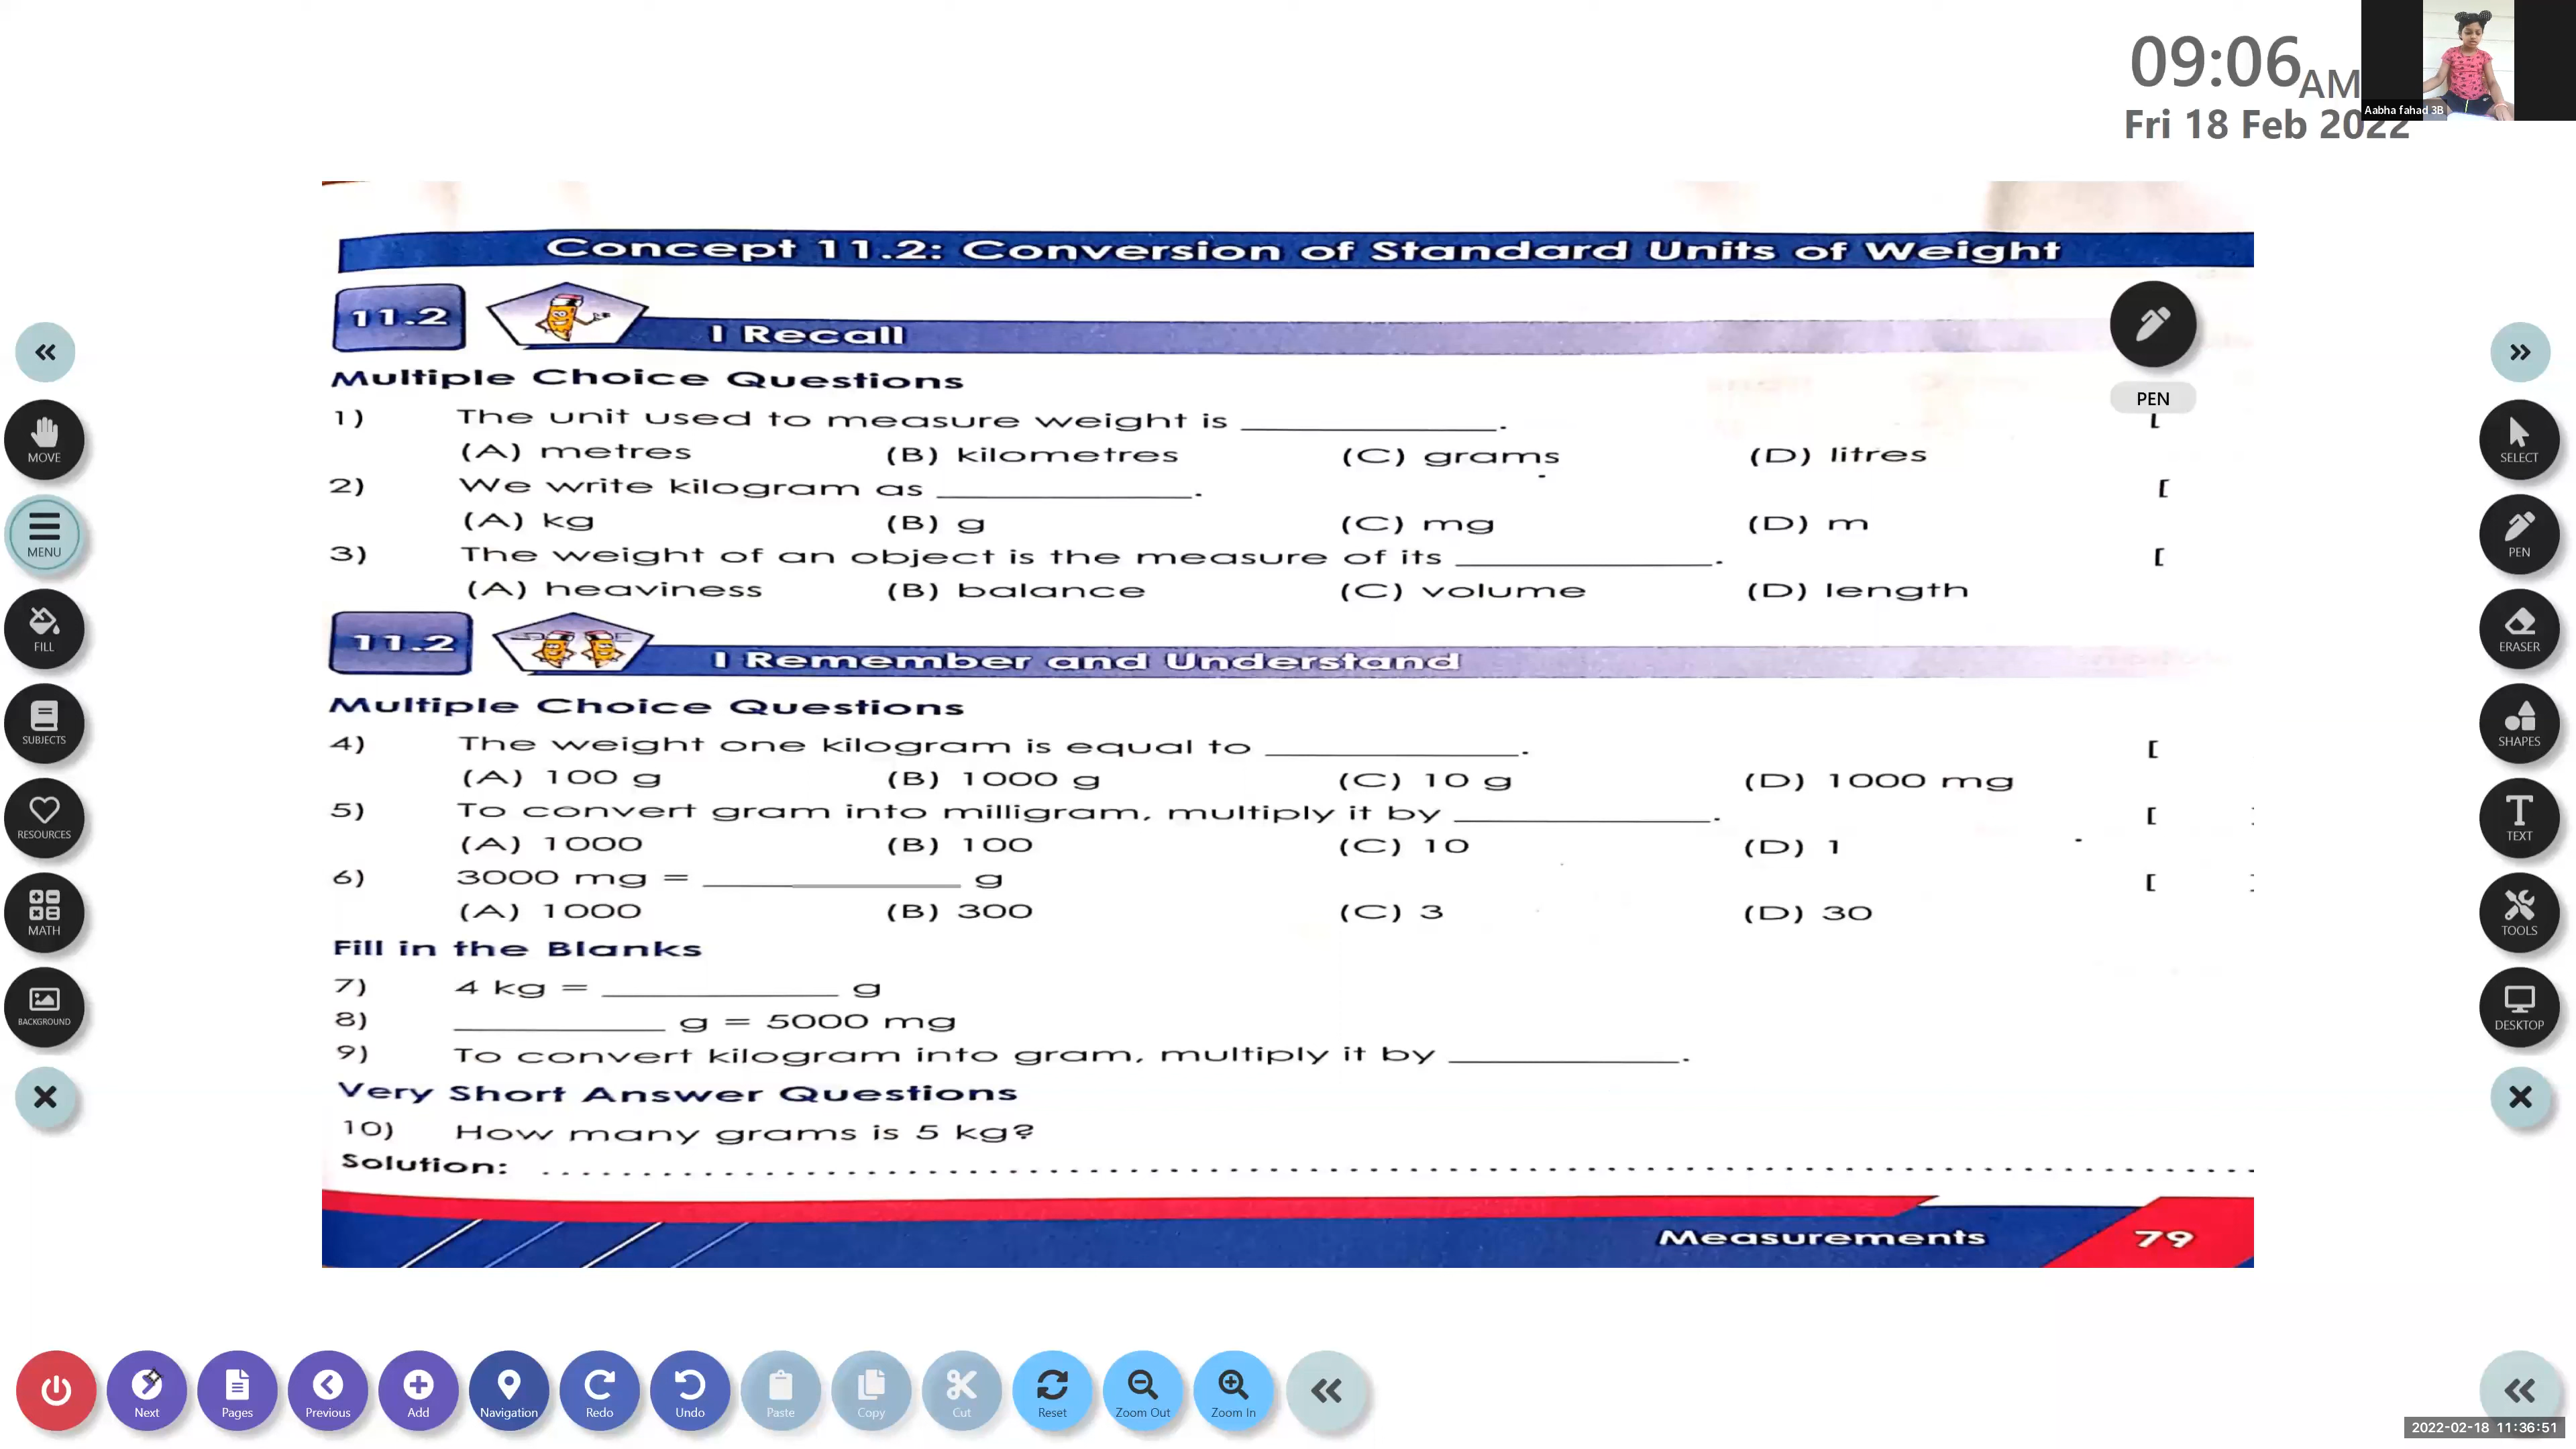 09:06 AM
Fri 18 Feb 2022
Aabha fahad 3B
Concept 11.2: Conversion of Standard Units of Weight
11.2 I Recall
Multiple Choice Questions
1) The unit used to measure weight is ____________. [
(A) metres (B) kilometres (C) grams (D) litres
2) We write kilogram as ____________. [
(A) kg (B) g (C) mg (D) m
3) The weight of an object is the measure of its ____________. [
(A) heaviness (B) balance (C) volume (D) length
11.2 I Remember and Understand
Multiple Choice Questions
4) The weight one kilogram is equal to ____________. [
(A) 100 g (B) 1000 g (C) 10 g (D) 1000 mg
5) To convert gram into milligram, multiply it by ____________. [
(A) 1000 (B) 100 (C) 10 (D) 1
6) 3000 mg = ____________ g [
(A) 1000 (B) 300 (C) 3 (D) 30
Fill in the Blanks
7) 4 kg = ____________ g
8) ____________ g = 5000 mg
9) To convert kilogram into gram, multiply it by ____________.
Very Short Answer Questions
10) How many grams is 5 kg?
Solution: ........................................
Measurements 79
MOVE
MENU
FILL
SUBJECTS
RESOURCES
MATH
BACKGROUND
PEN
SELECT
PEN
ERASER
SHAPES
TEXT
TOOLS
DESKTOP
Next Pages Previous Add Navigation Redo Undo Paste Copy Cut Reset Zoom Out Zoom In
2022-02-18 11:36:51